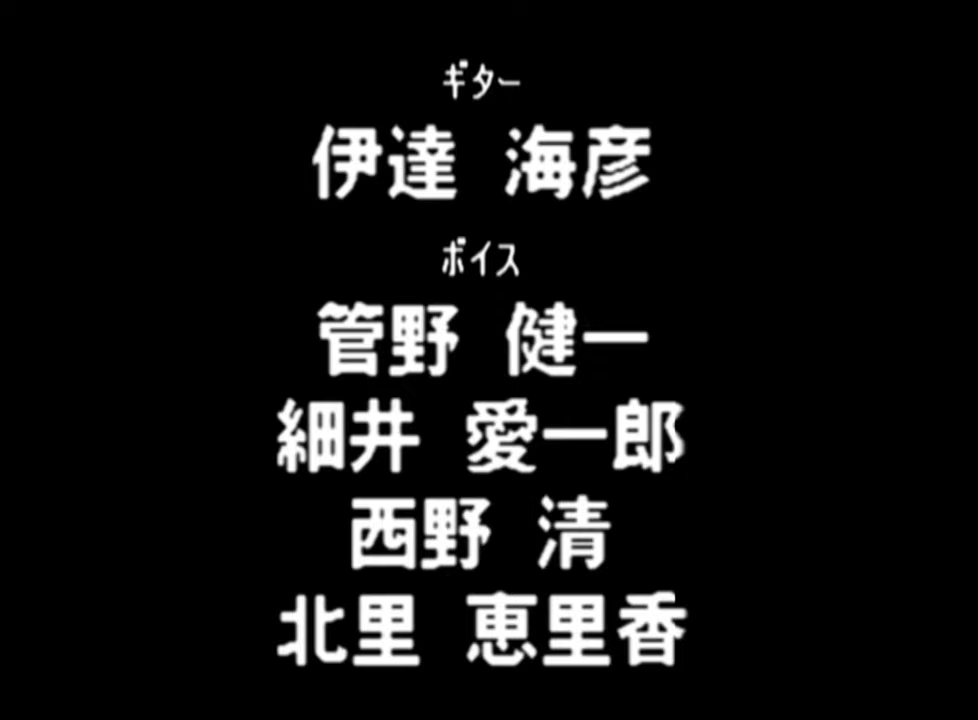 ギター
伊達 海彦
ボイス
管野 健一
細井 愛一郎
西野 清
北里 恵里香